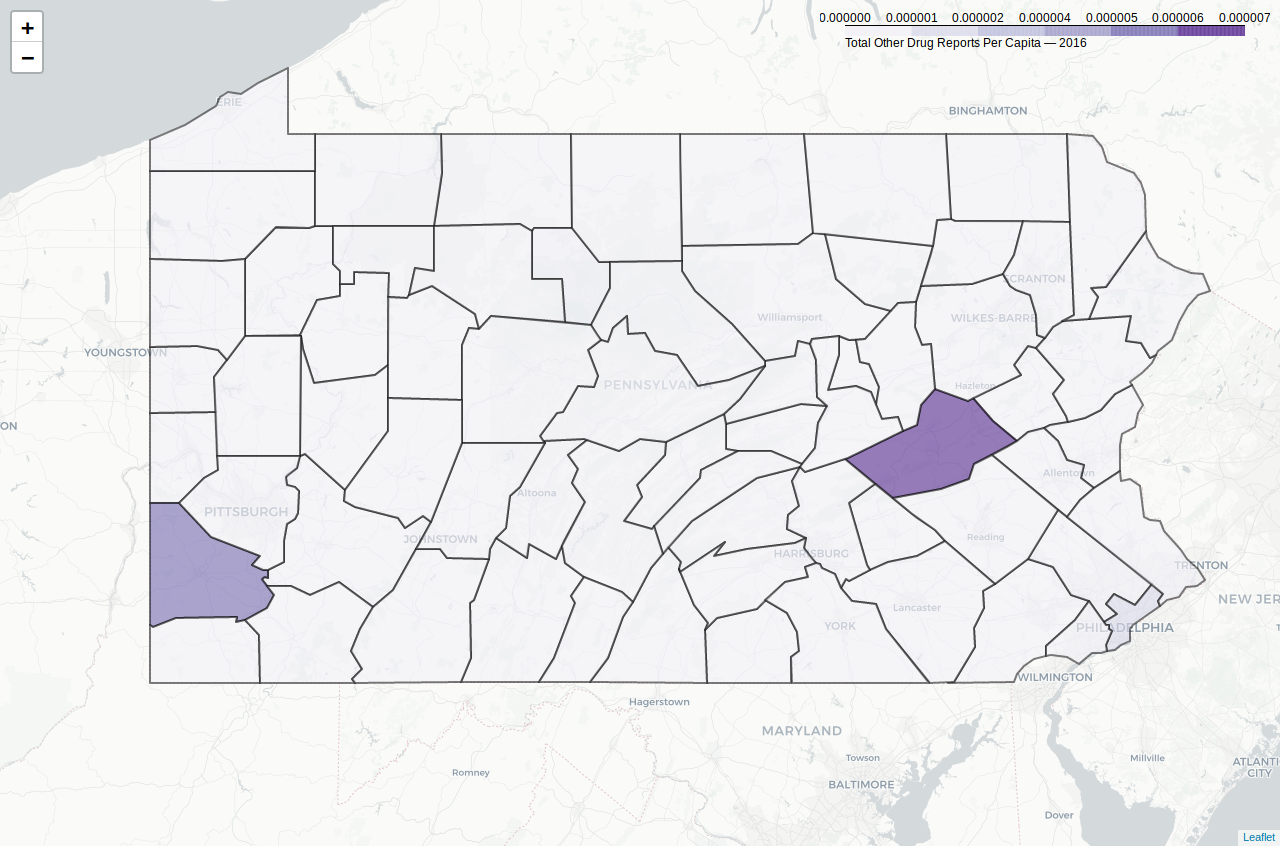 +
−
0.000000 0.000001 0.000002 0.000004 0.000005 0.000006 0.000007
Total Other Drug Reports Per Capita — 2016
ERIE
BINGHAMTON
SCRANTON
Williamsport
WILKES-BARRE
YOUNGSTOWN
PENNSYLVANIA
Hazleton
ON
Allentown
Altoona
PITTSBURGH
JOHNSTOWN
Reading
HARRISBURG
TRENTON
NEW JER
Lancaster
YORK
PHILADELPHIA
T
WILMINGTON
Hagerstown
MARYLAND
Towson
Millville
ATLANTI
CITY
Romney
BALTIMORE
Dover
Leaflet